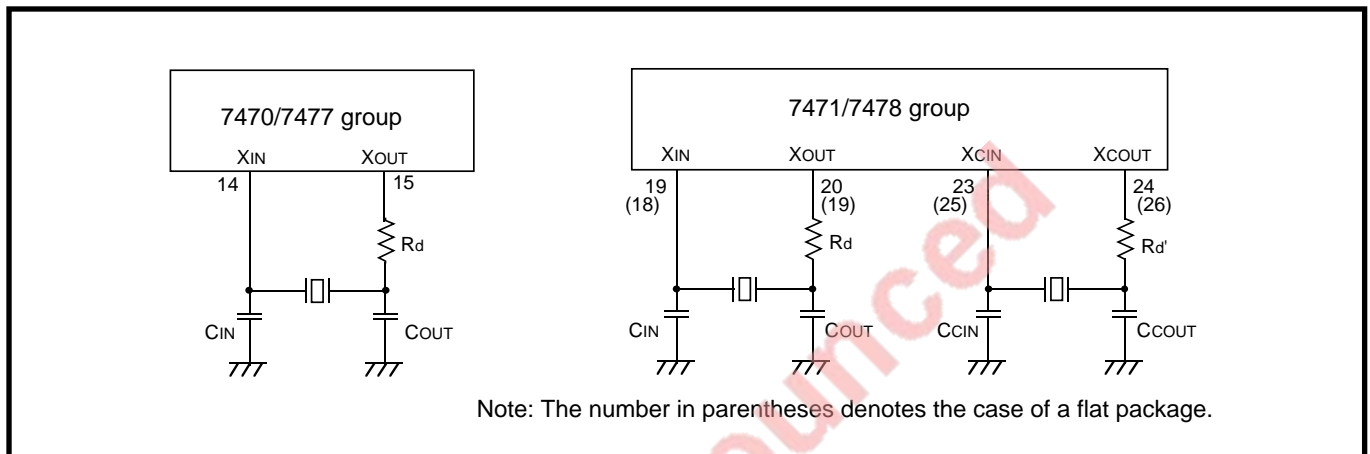 7470/7477 group
XIN XOUT
14 15
Rd
CIN COUT
7471/7478 group
XIN XOUT XCIN XCOUT
19 20 23 24
(18) (19) (25) (26)
Rd Rd'
CIN COUT CCIN CCOUT
Note: The number in parentheses denotes the case of a flat package.
ounced